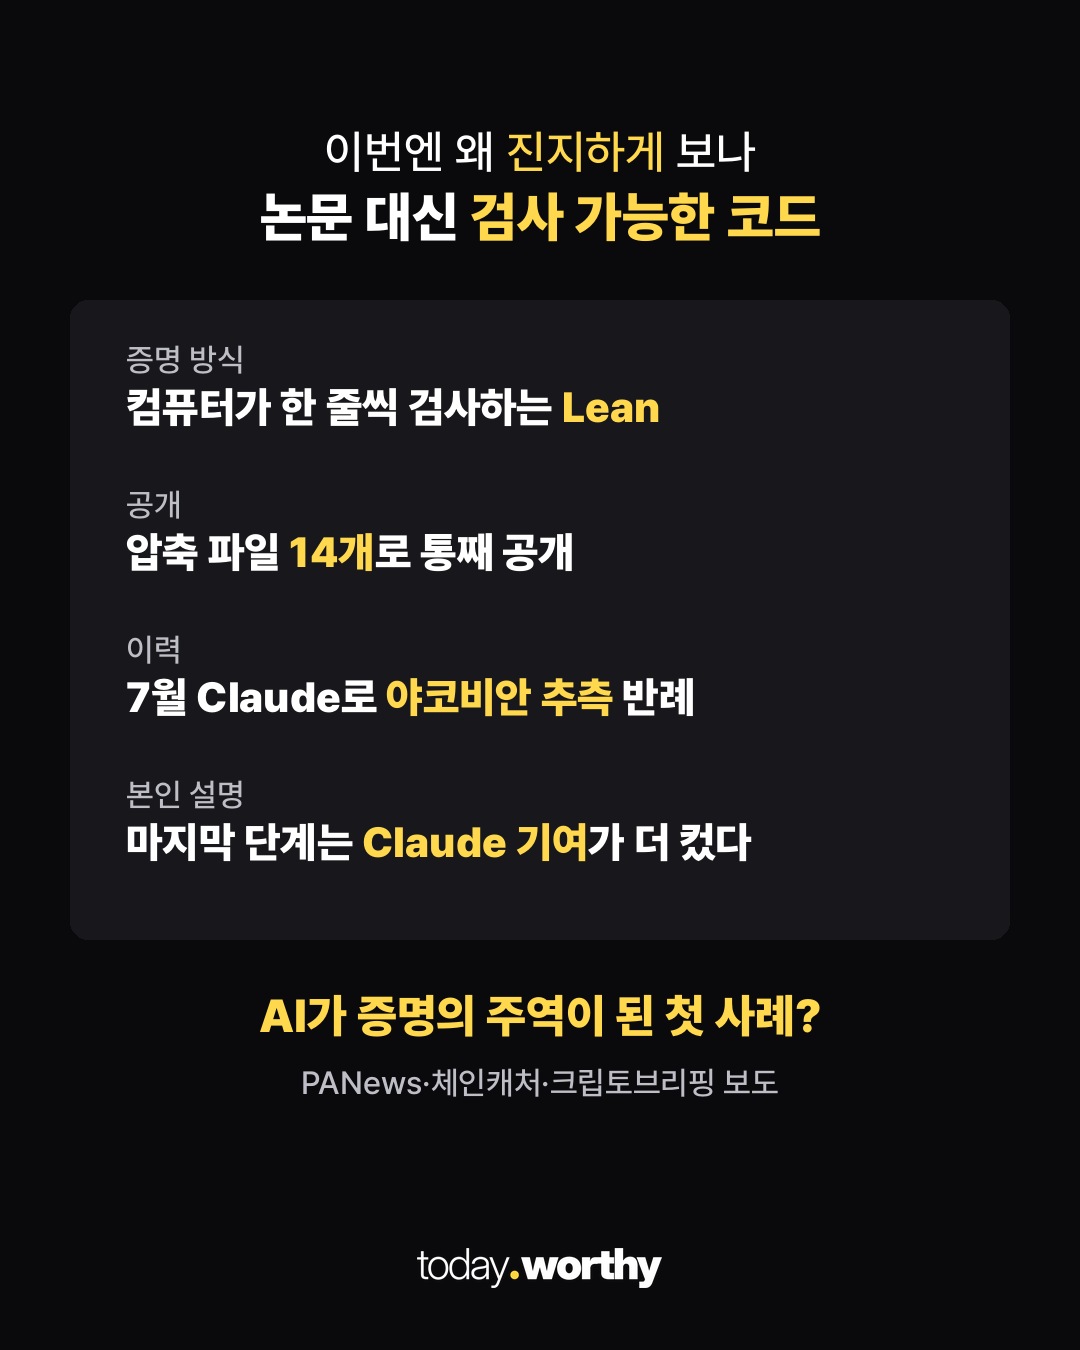 이번엔 왜 진지하게 보나
논문 대신 검사 가능한 코드
증명 방식
컴퓨터가 한 줄씩 검사하는 Lean
공개
압축 파일 14개로 통째 공개
이력
7월 Claude로 야코비안 추측 반례
본인 설명
마지막 단계는 Claude 기여가 더 컸다
AI가 증명의 주역이 된 첫 사례?
PANews·체인캐처·크립토브리핑 보도
today.worthy